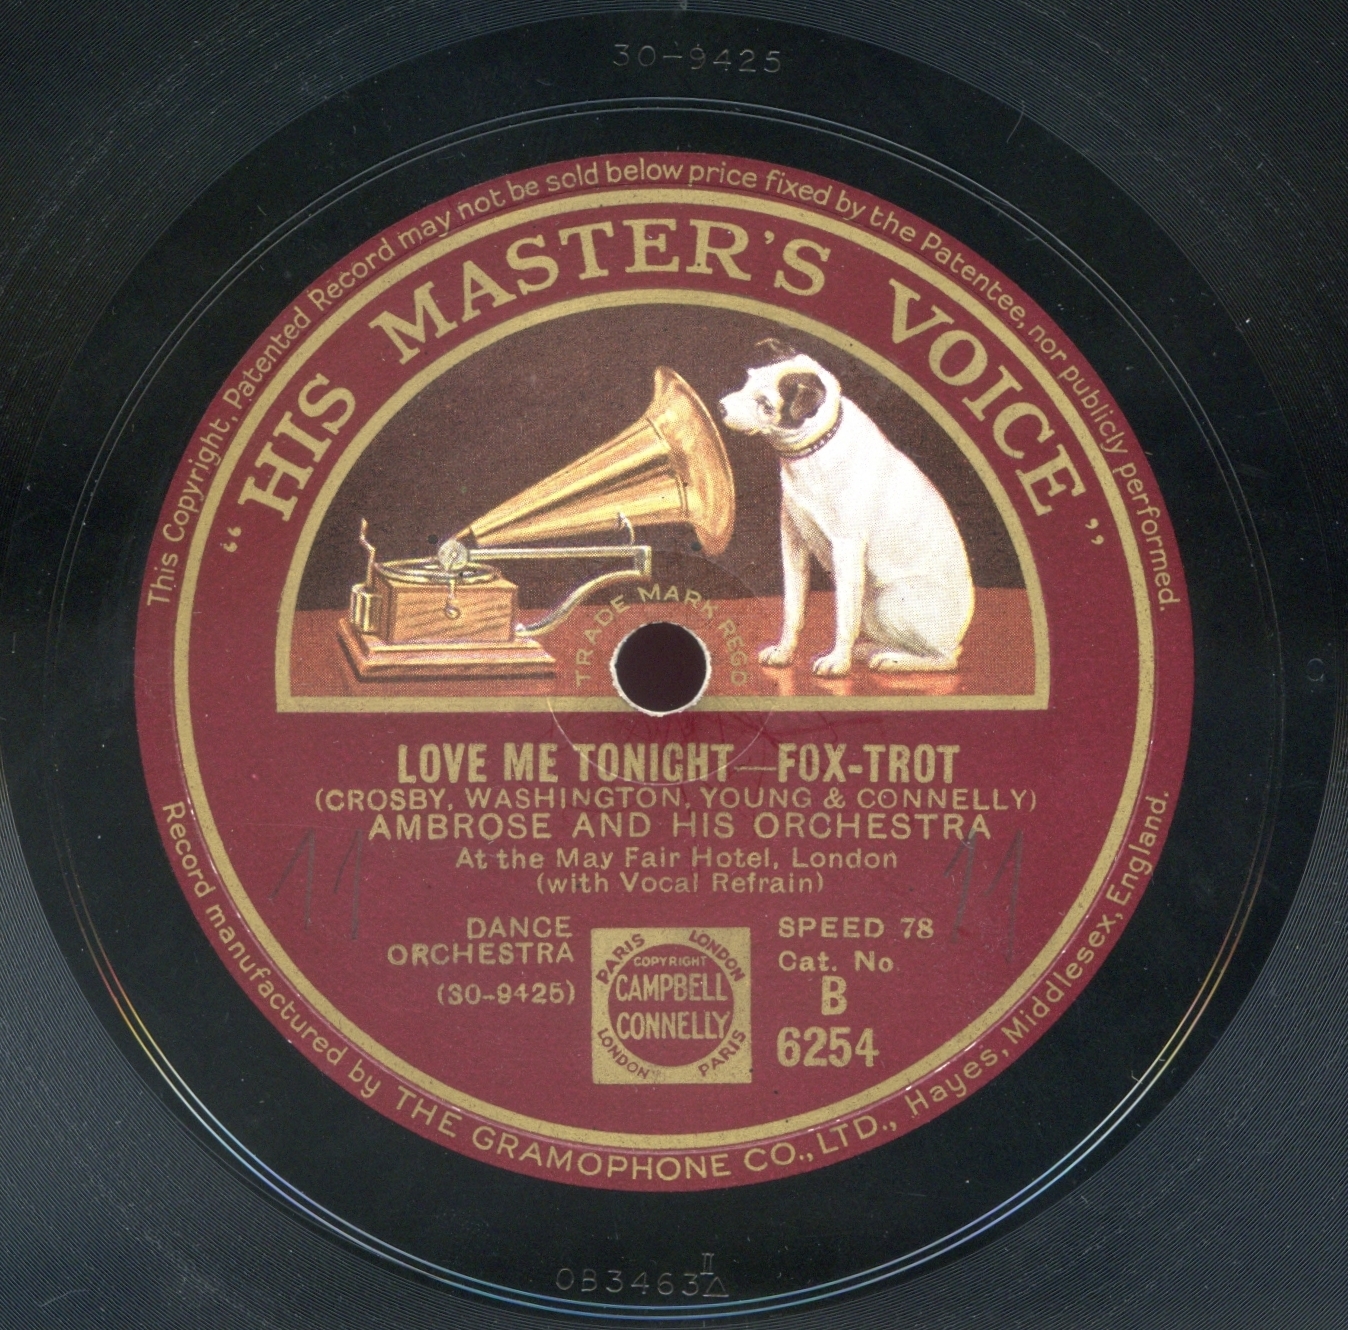 30-9425
This Copyright, Patented Record may not be sold below price fixed by the Patentee, nor publicly performed.
“HIS MASTER'S VOICE”
TRADE MARK REGD
LOVE ME TONIGHT—FOX-TROT
(CROSBY, WASHINGTON, YOUNG & CONNELLY)
AMBROSE AND HIS ORCHESTRA
At the May Fair Hotel, London
(with Vocal Refrain)
11
11
DANCE
ORCHESTRA
(30-9425)
PARIS LONDON
COPYRIGHT
CAMPBELL
CONNELLY
LONDON PARIS
SPEED 78
Cat. No
B
6254
Record manufactured by THE GRAMOPHONE CO., LTD., Hayes, Middlesex, England.
0B3463 II Δ